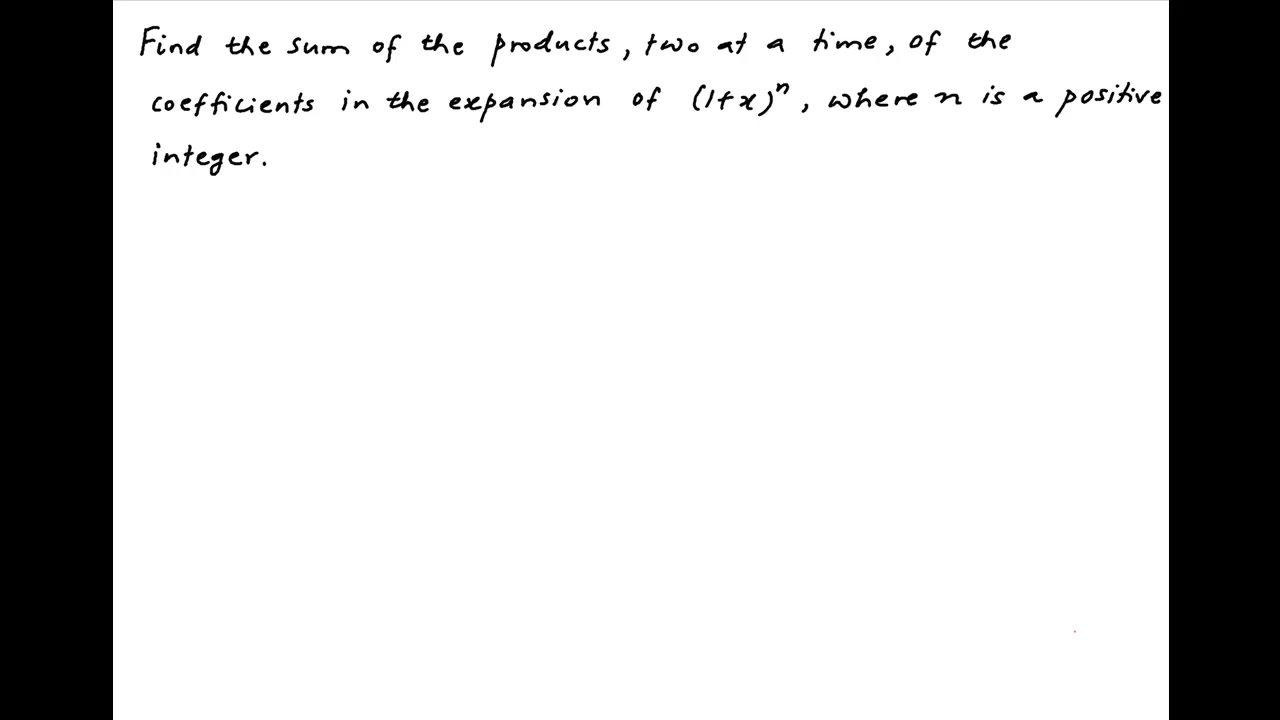 Find the sum of the products, two at a time, of the
coefficients in the expansion of (1+x)^n, where n is a positive
integer.